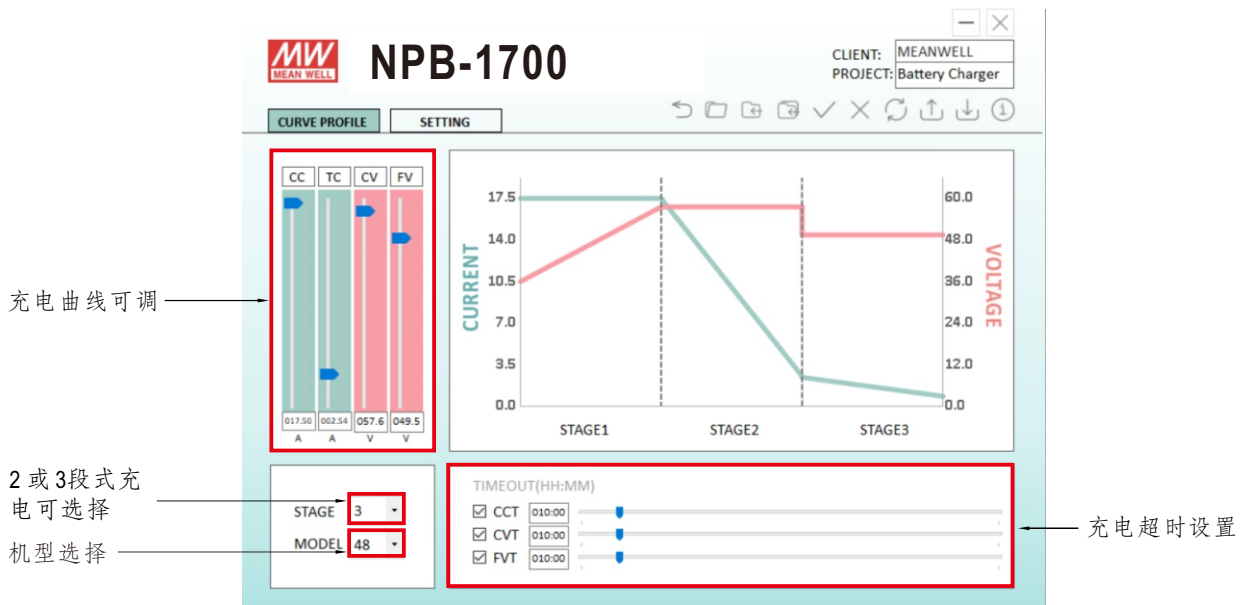 MW
MEAN WELL
NPB-1700
CLIENT: MEANWELL
PROJECT: Battery Charger
CURVE PROFILE SETTING
CC TC CV FV
017.50 002.54 057.6 049.5
A A V V
充电曲线可调
CURRENT
17.5
14.0
10.5
7.0
3.5
0.0
60.0
48.0
36.0
24.0
12.0
0.0
VOLTAGE
STAGE1 STAGE2 STAGE3
2或3段式充
电可选择
机型选择
STAGE 3
MODEL 48
TIMEOUT(HH:MM)
CCT 010:00
CVT 010:00
FVT 010:00
充电超时设置